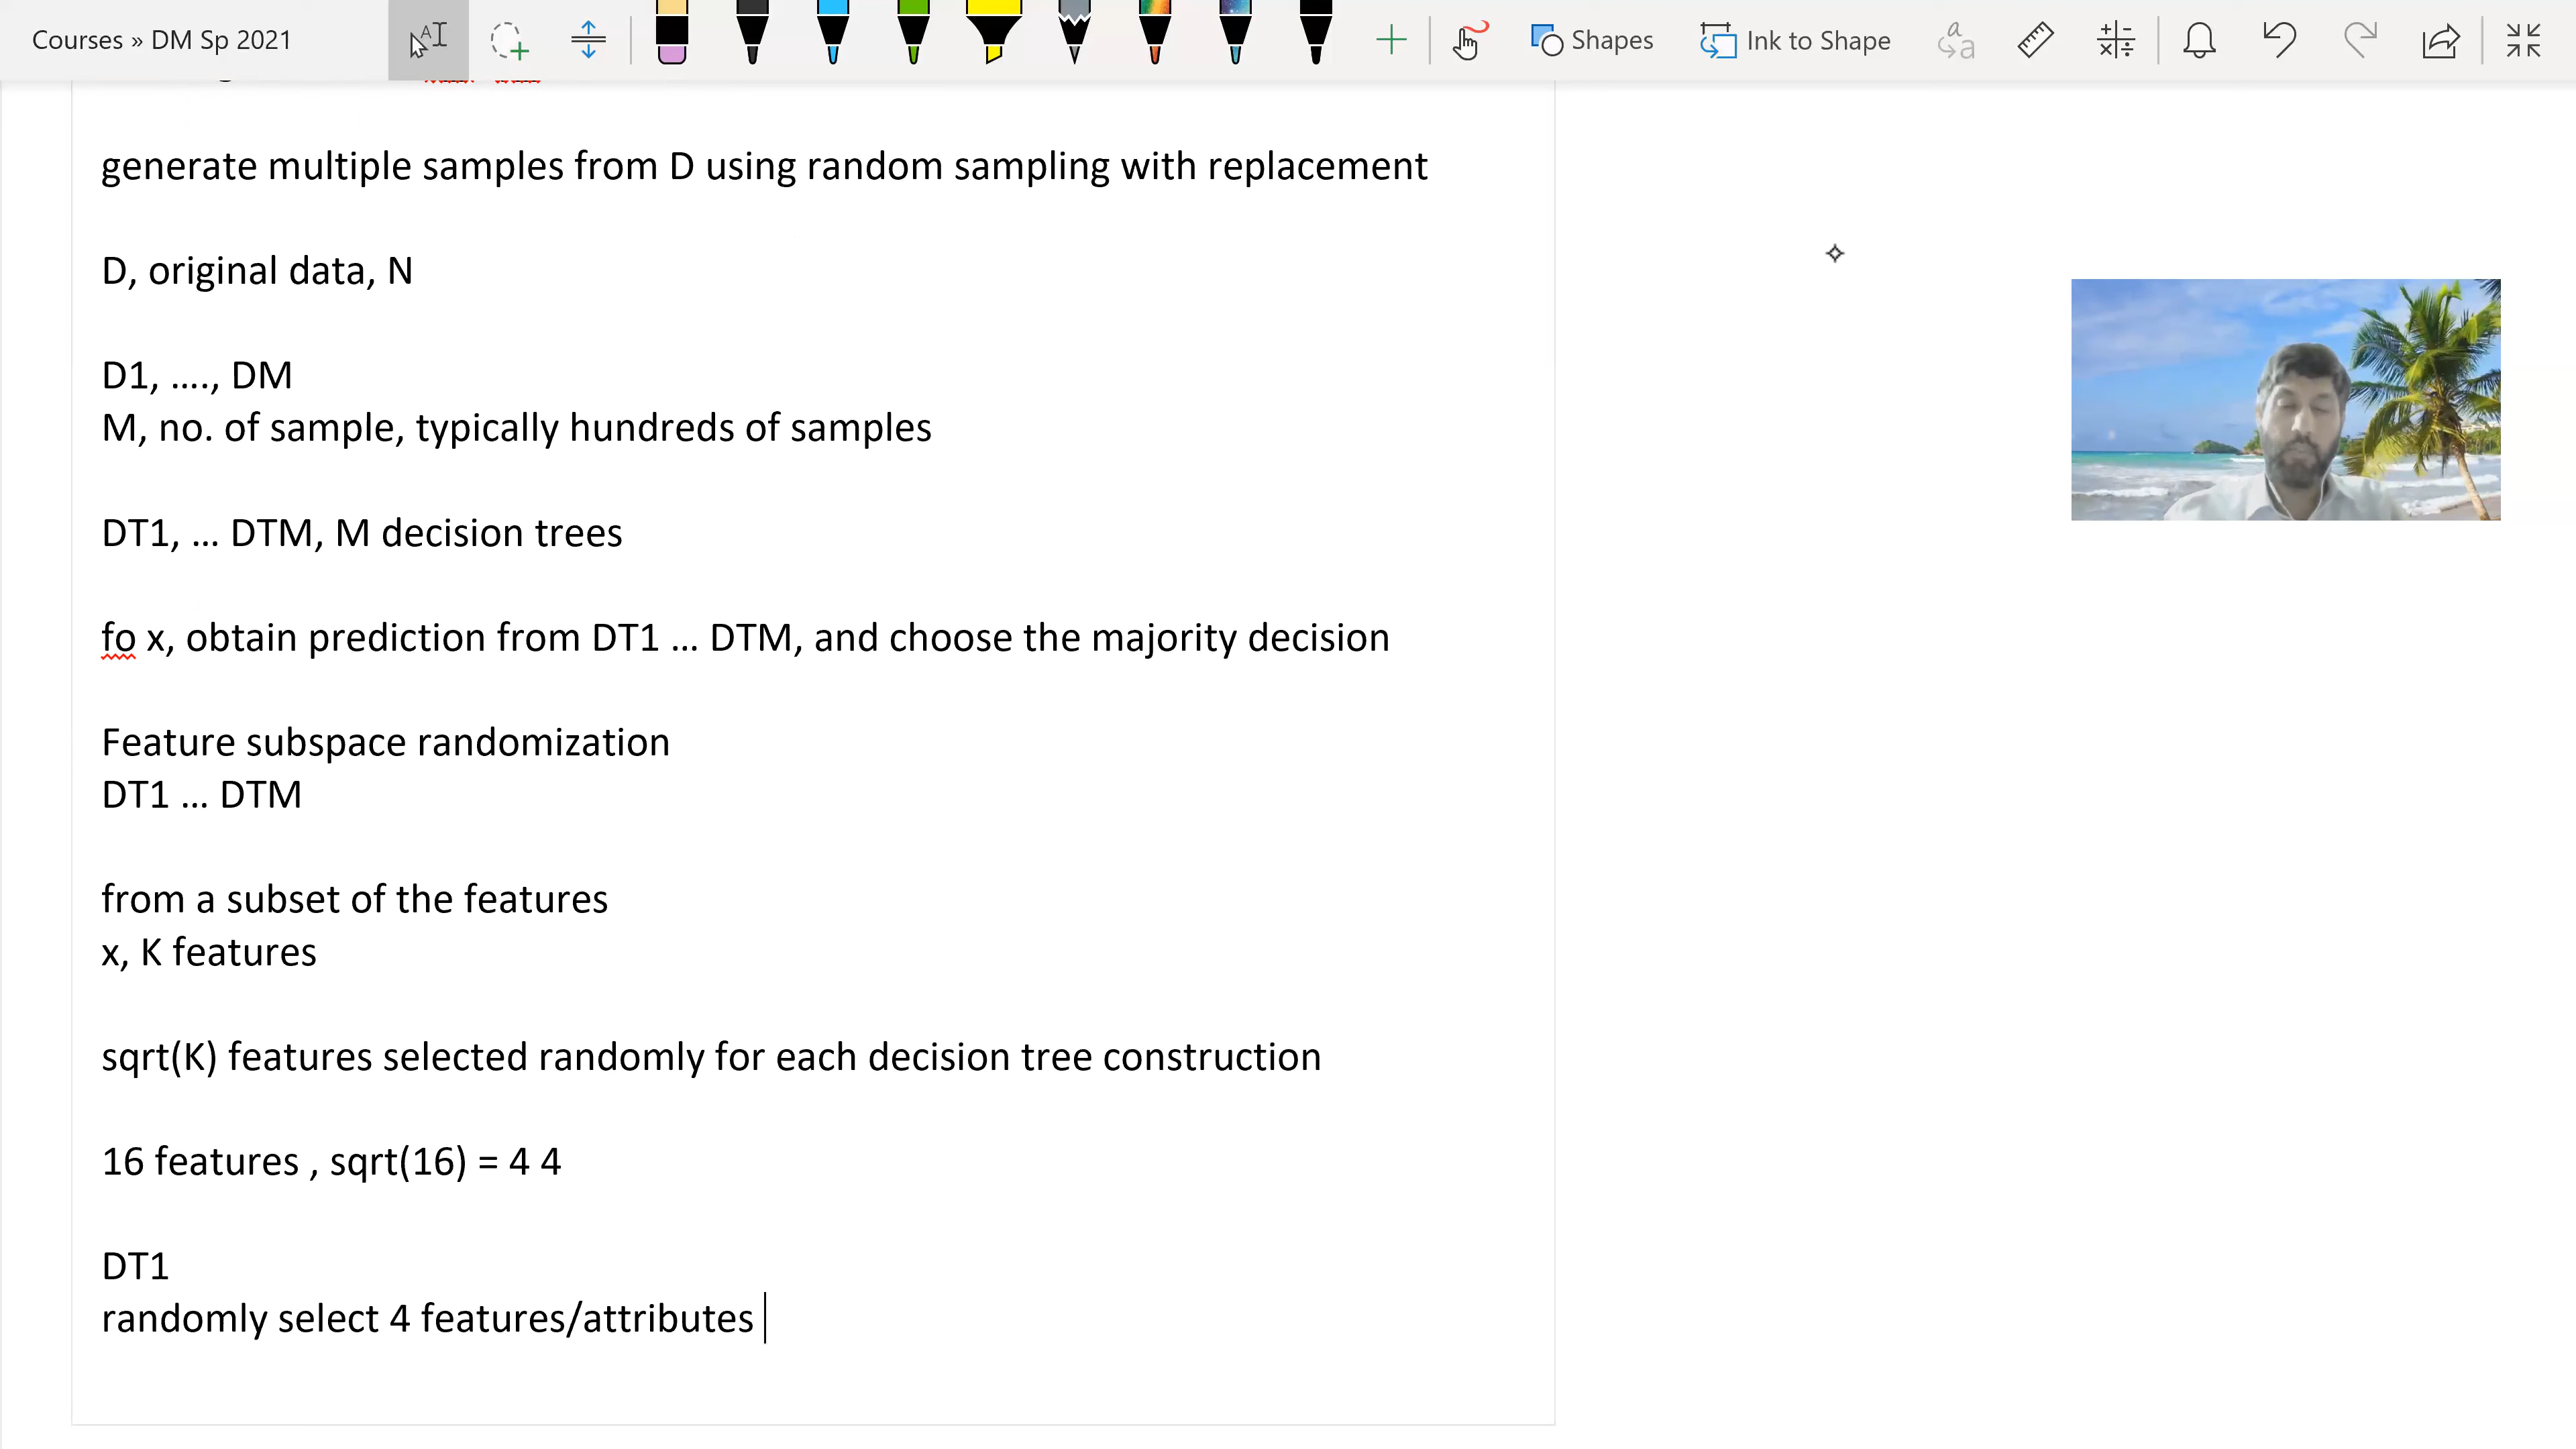 Courses » DM Sp 2021
Shapes
Ink to Shape
generate multiple samples from D using random sampling with replacement
D, original data, N
D1, ...., DM
M, no. of sample, typically hundreds of samples
DT1, ... DTM, M decision trees
fo x, obtain prediction from DT1 ... DTM, and choose the majority decision
Feature subspace randomization
DT1 ... DTM
from a subset of the features
x, K features
sqrt(K) features selected randomly for each decision tree construction
16 features , sqrt(16) = 4 4
DT1
randomly select 4 features/attributes